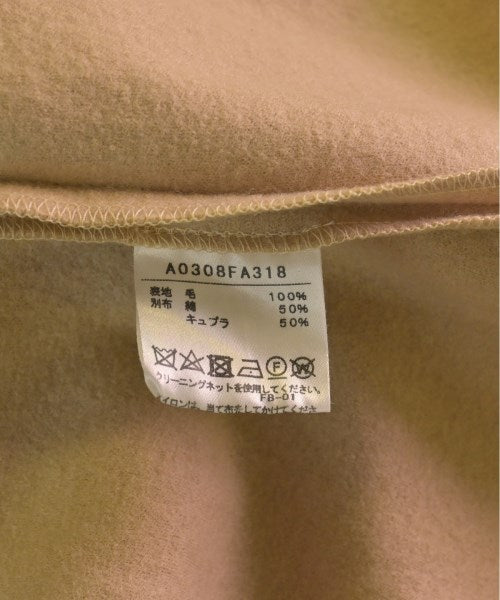 A0308FA318
表地 毛 100%
別布 綿 50%
キュプラ 50%
Ⓕ Ⓦ
クリーニングネットを使用してください。
FB-01
アイロンは、当て布をしてかけてくださ